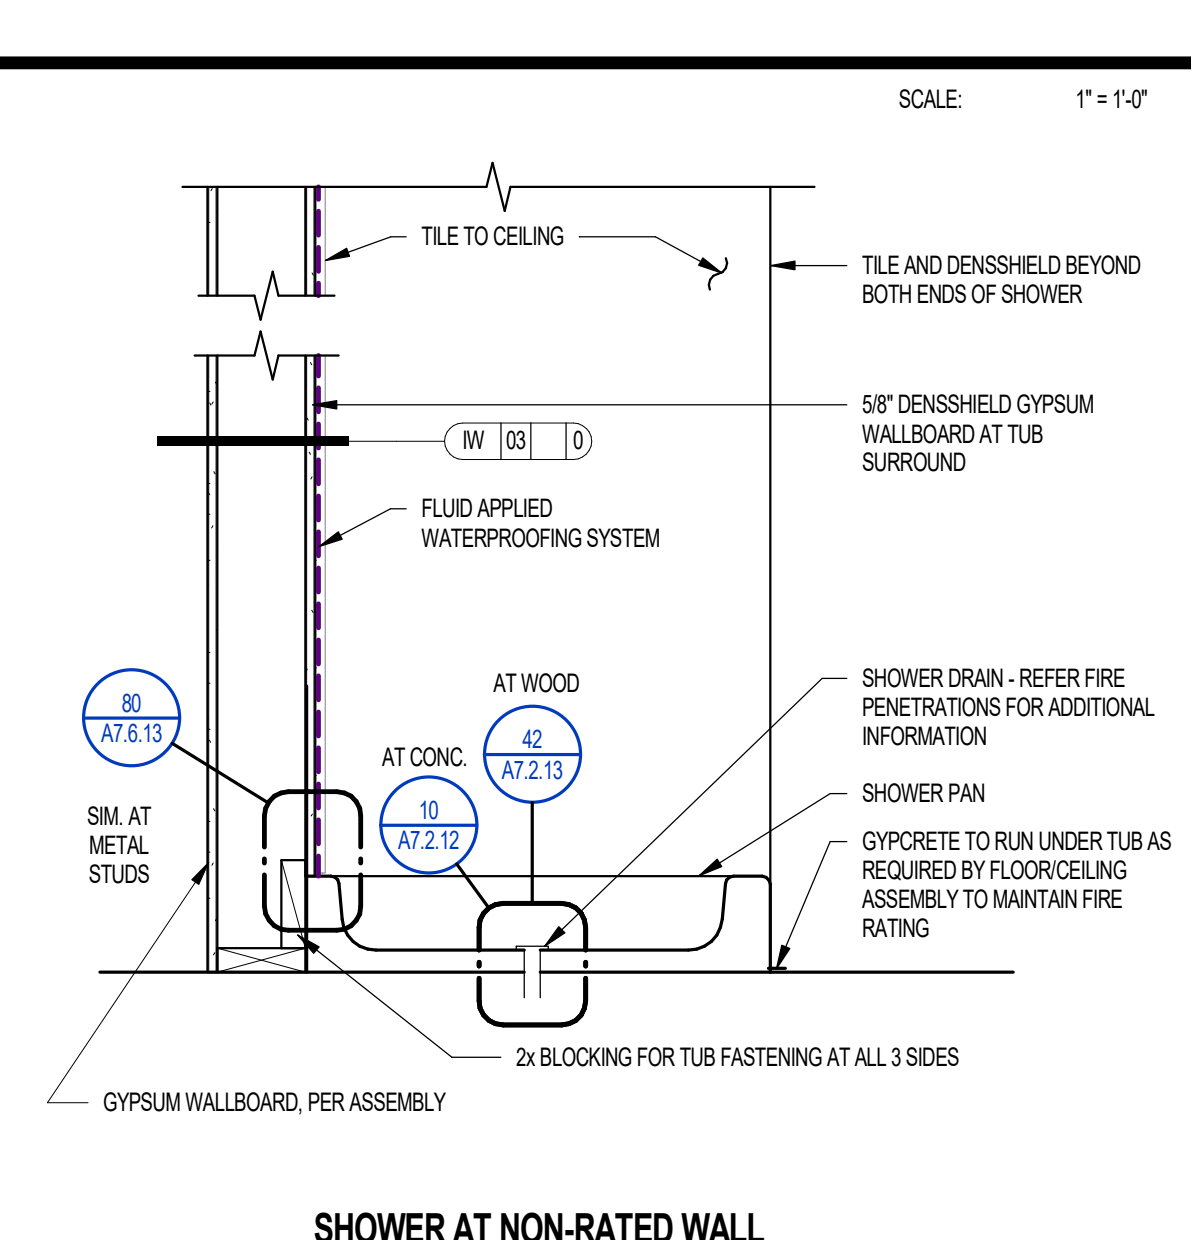 SCALE: 1" = 1'-0"
TILE TO CEILING
TILE AND DENSSHIELD BEYOND
BOTH ENDS OF SHOWER
5/8" DENSSHIELD GYPSUM
WALLBOARD AT TUB
SURROUND
IW 03 0
FLUID APPLIED
WATERPROOFING SYSTEM
80
A7.6.13
AT WOOD
42
A7.2.13
AT CONC.
10
A7.2.12
SHOWER DRAIN - REFER FIRE
PENETRATIONS FOR ADDITIONAL
INFORMATION
SHOWER PAN
SIM. AT
METAL
STUDS
GYPCRETE TO RUN UNDER TUB AS
REQUIRED BY FLOOR/CEILING
ASSEMBLY TO MAINTAIN FIRE
RATING
2x BLOCKING FOR TUB FASTENING AT ALL 3 SIDES
GYPSUM WALLBOARD, PER ASSEMBLY
SHOWER AT NON-RATED WALL